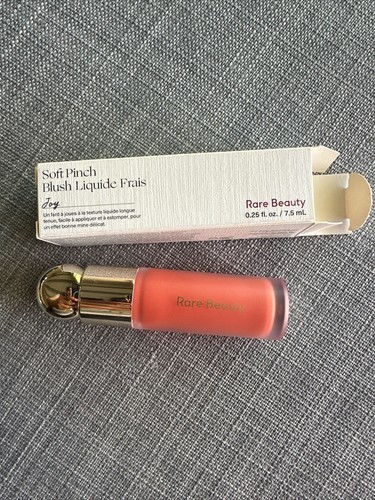 Soft Pinch
Blush Liquide Frais
Joy
Un fard à joues à la texture liquide longue
tenue, facile à appliquer et à estomper, pour
un effet bonne mine délicat.
Rare Beauty
0.25 fl. oz. / 7.5 mL
Rare Beauty